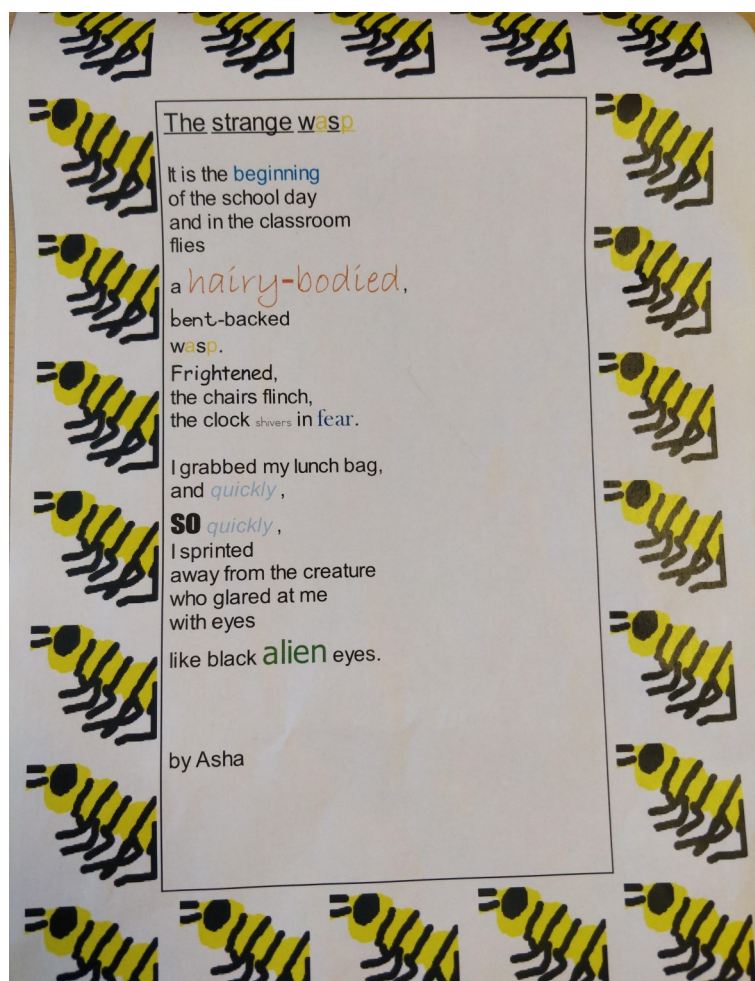 The strange wasp
It is the beginning
of the school day
and in the classroom
flies
a hairy-bodied,
bent-backed
wasp.
Frightened,
the chairs flinch,
the clock shivers in fear.
I grabbed my lunch bag,
and quickly ,
SO quickly ,
I sprinted
away from the creature
who glared at me
with eyes
like black alien eyes.
by Asha